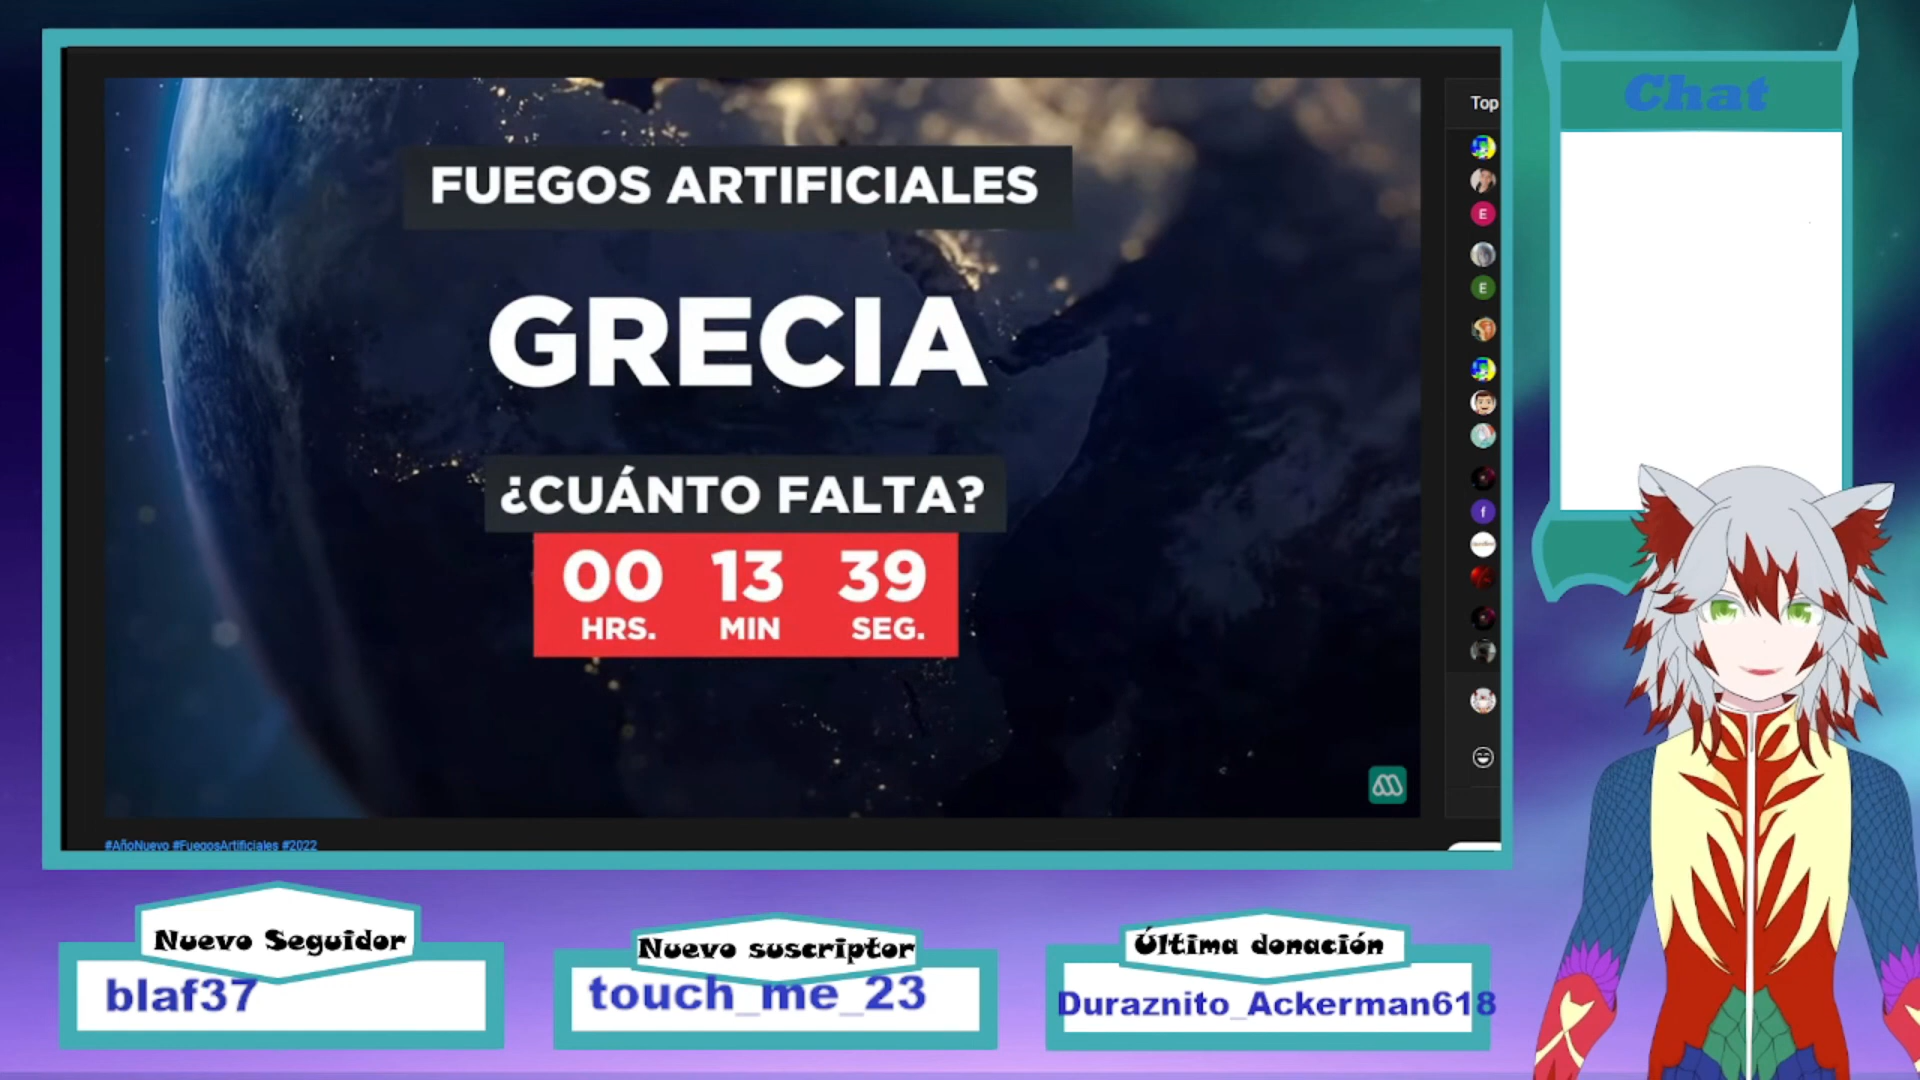 FUEGOS ARTIFICIALES
GRECIA
¿CUÁNTO FALTA?
00 13 39
HRS. MIN SEG.
#AñoNuevo #FuegosArtificiales #2022
Top
E
E
f
Chat
Nuevo Seguidor
blaf37
Nuevo suscriptor
touch_me_23
Última donación
Duraznito_Ackerman618